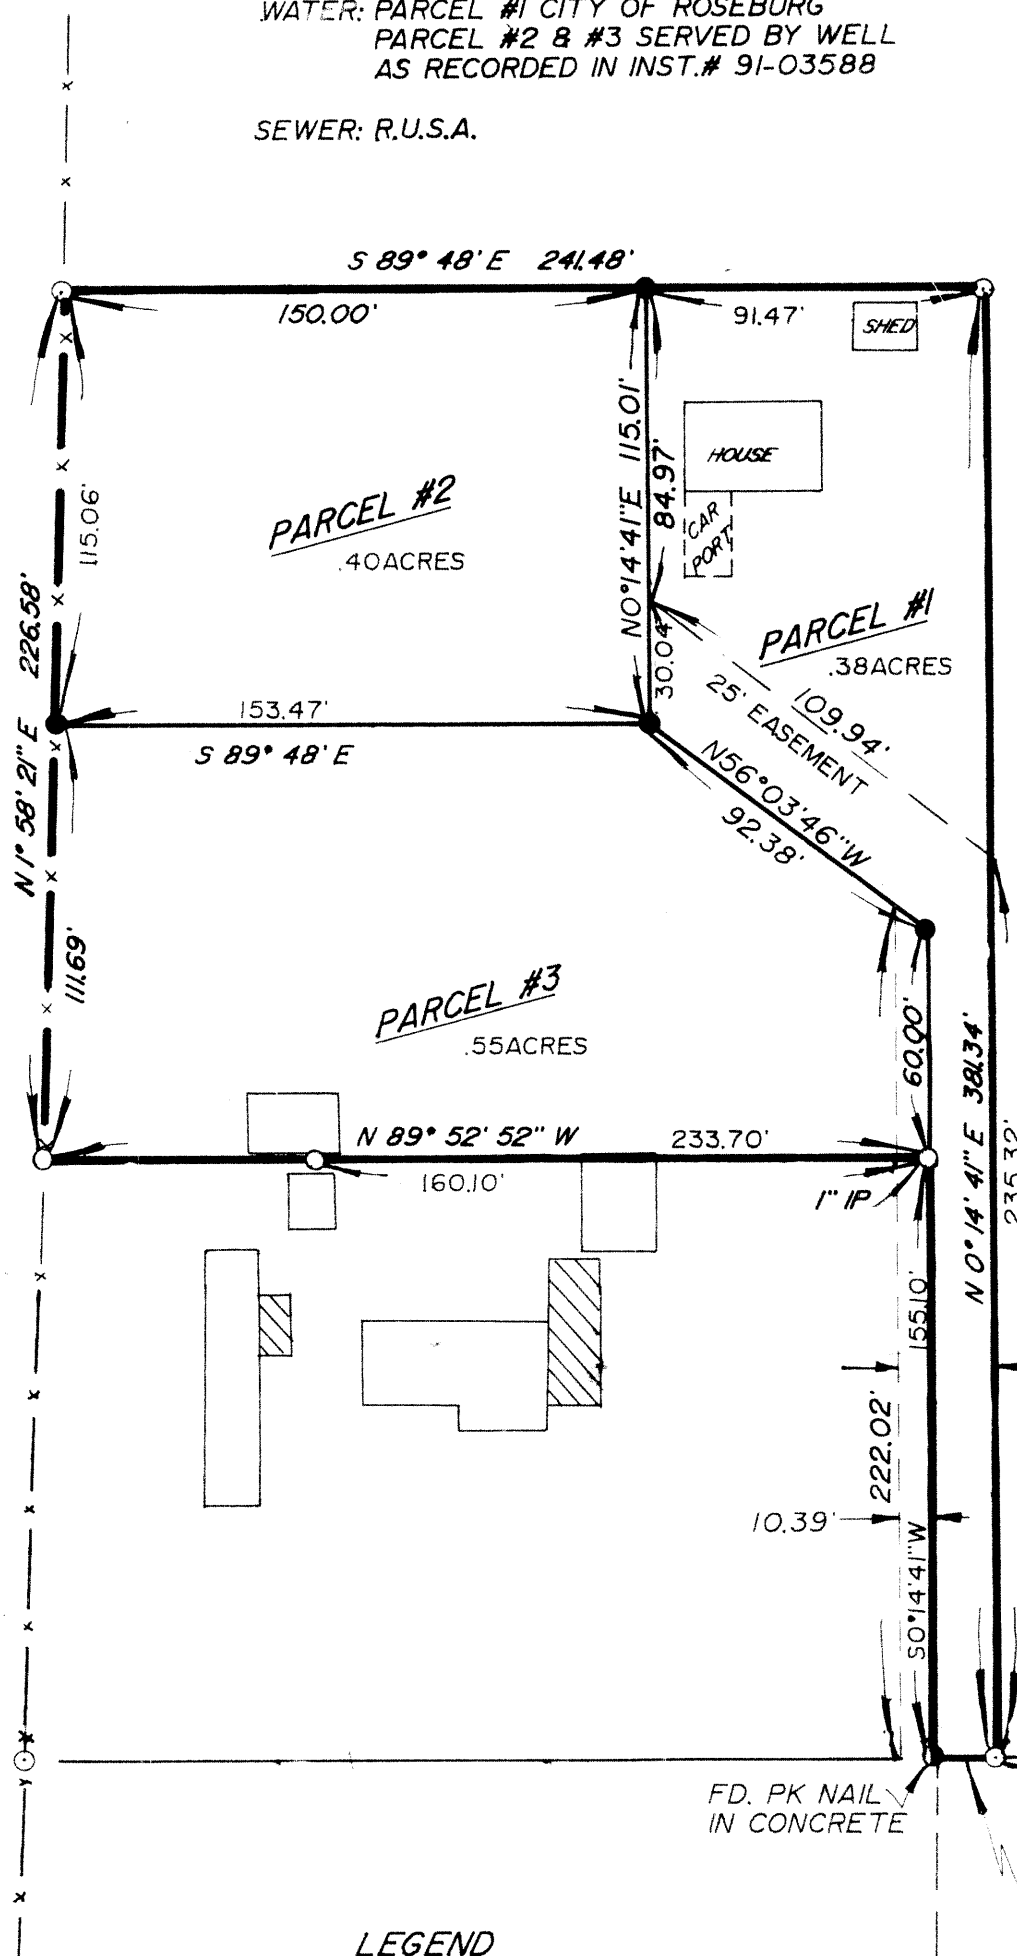 WATER: PARCEL #1 CITY OF ROSEBURG
PARCEL #2 & #3 SERVED BY WELL
AS RECORDED IN INST.# 91-03588
SEWER: R.U.S.A.
S 89° 48' E 241.48'
150.00'
91.47'
SHED
N0°14'41"E 115.01'
84.97'
HOUSE
CAR
PORT
PARCEL #2
.40ACRES
115.06'
N 1° 58' 21" E 226.58'
PARCEL #1
.38ACRES
30.04'
153.47'
S 89° 48' E
109.94'
25' EASEMENT
N56°03'46"W
92.38'
111.69'
PARCEL #3
.55ACRES
60.00'
N 0° 14' 41" E 381.34'
235.32'
N 89° 52' 52" W
233.70'
160.10'
1" IP
155.10'
222.02'
10.39'
S0°14'41"W
FD. PK NAIL
IN CONCRETE
LEGEND